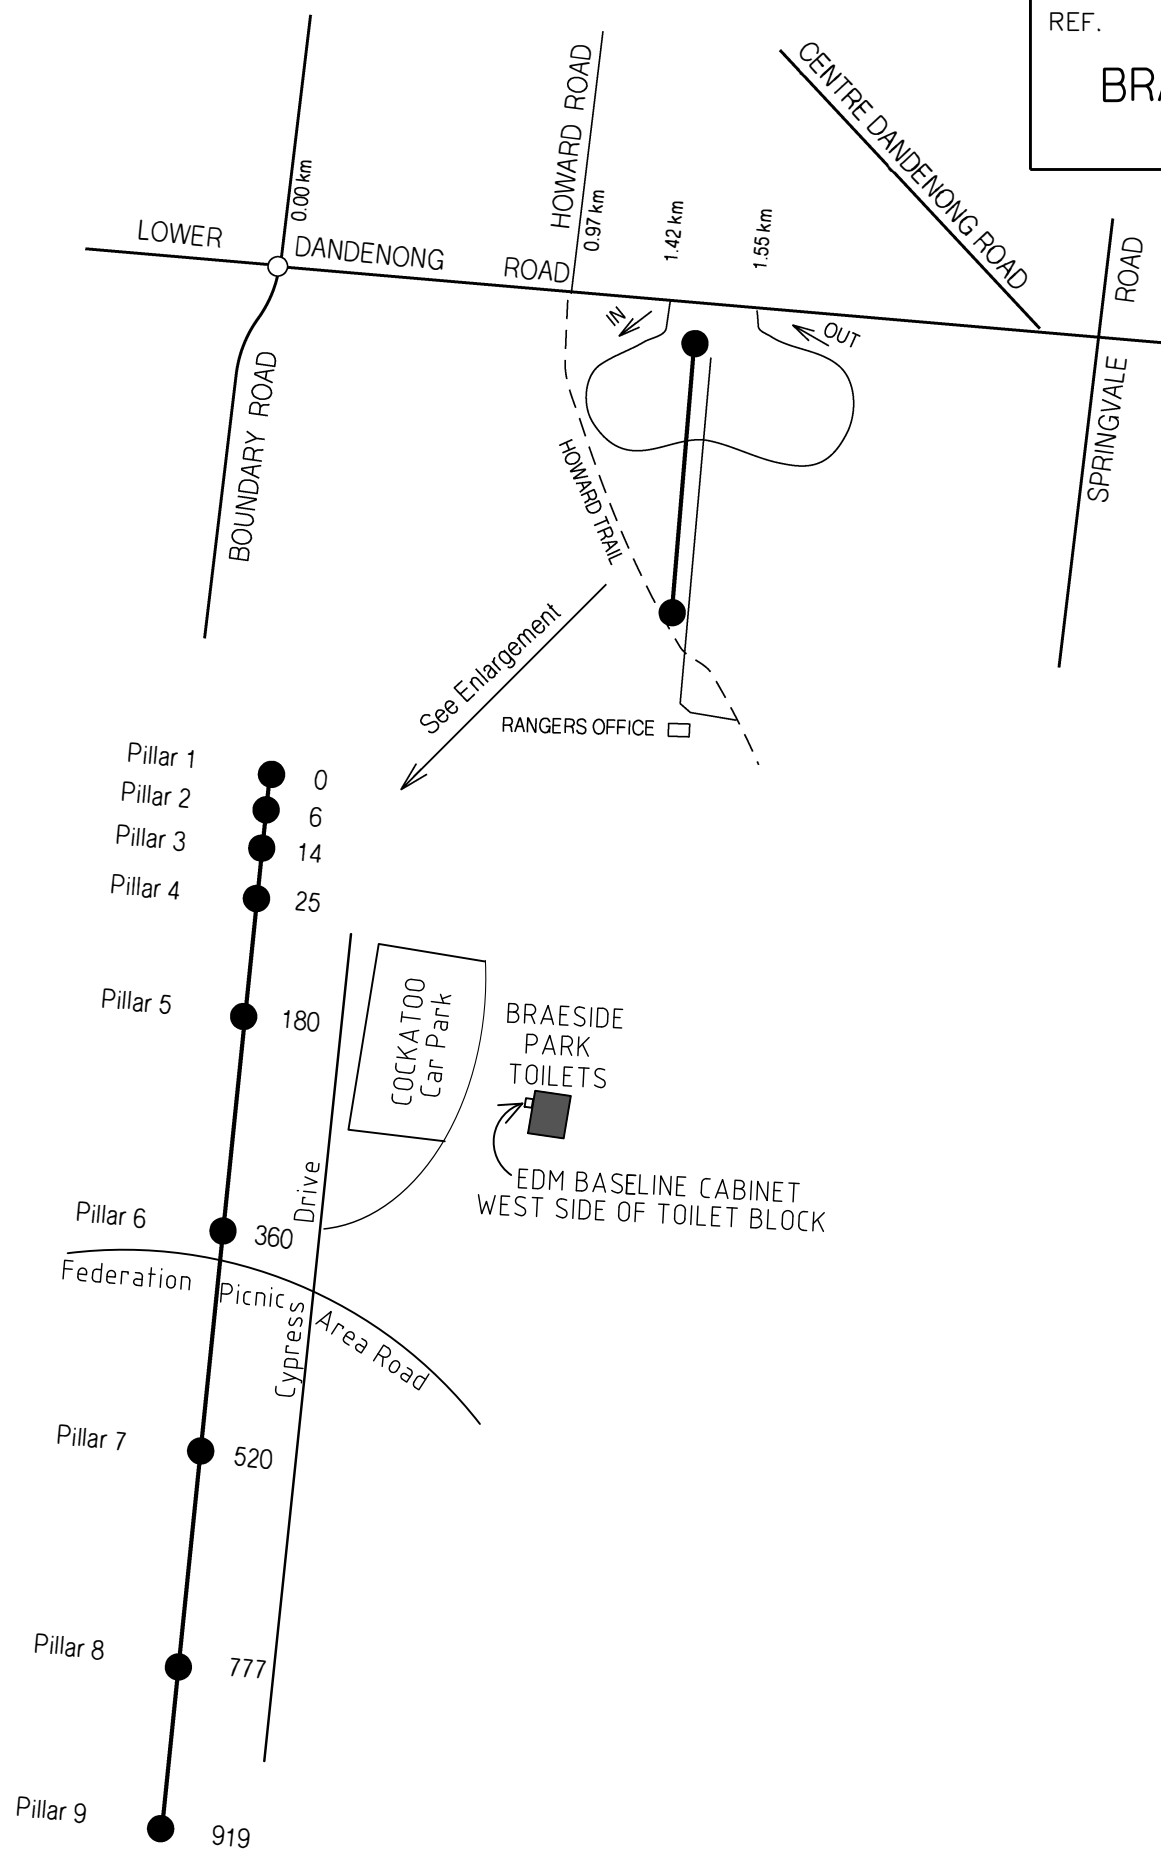 REF.
BRA
0.00 km
HOWARD ROAD
0.97 km
1.42 km
1.55 km
CENTRE DANDENONG ROAD
LOWER DANDENONG ROAD
SPRINGVALE ROAD
BOUNDARY ROAD
IN
OUT
HOWARD TRAIL
See Enlargement
RANGERS OFFICE
Pillar 1 0
Pillar 2 6
Pillar 3 14
Pillar 4 25
Pillar 5 180
COCKATOO
Car Park
BRAESIDE
PARK
TOILETS
EDM BASELINE CABINET
WEST SIDE OF TOILET BLOCK
Pillar 6 360
Federation Picnic Area Road
Cypress Drive
Pillar 7 520
Pillar 8 777
Pillar 9 919